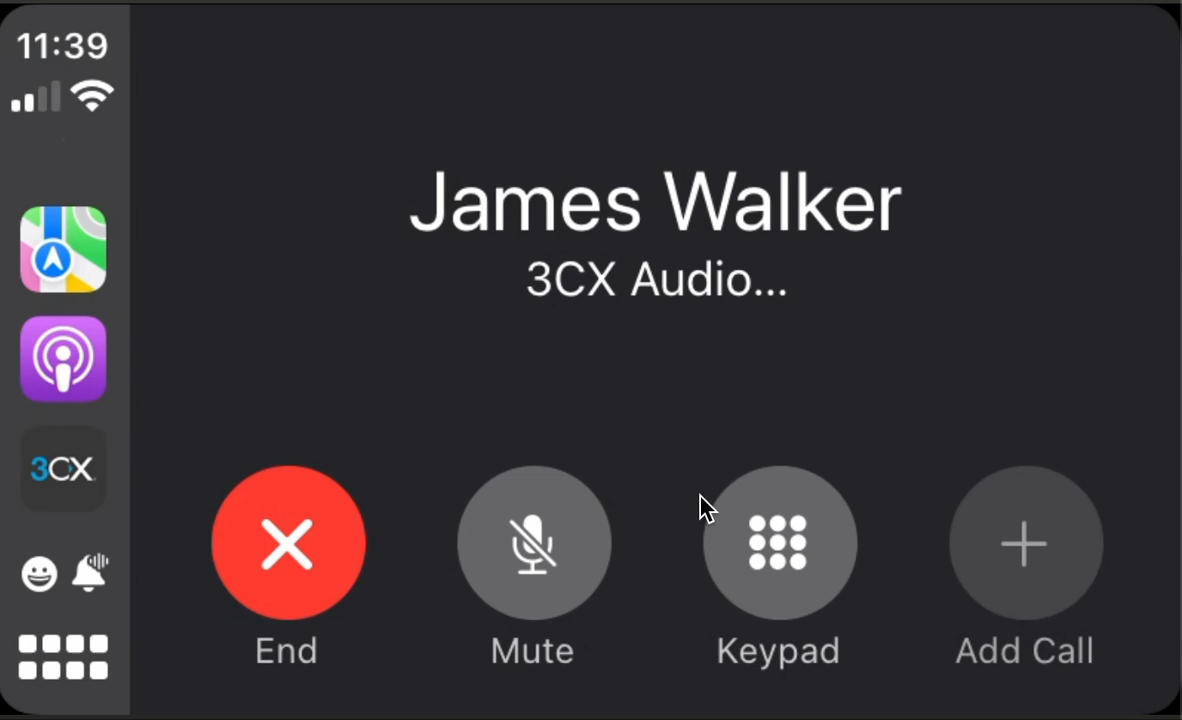 11:39
James Walker
3CX Audio...
3CX
End
Mute
Keypad
Add Call